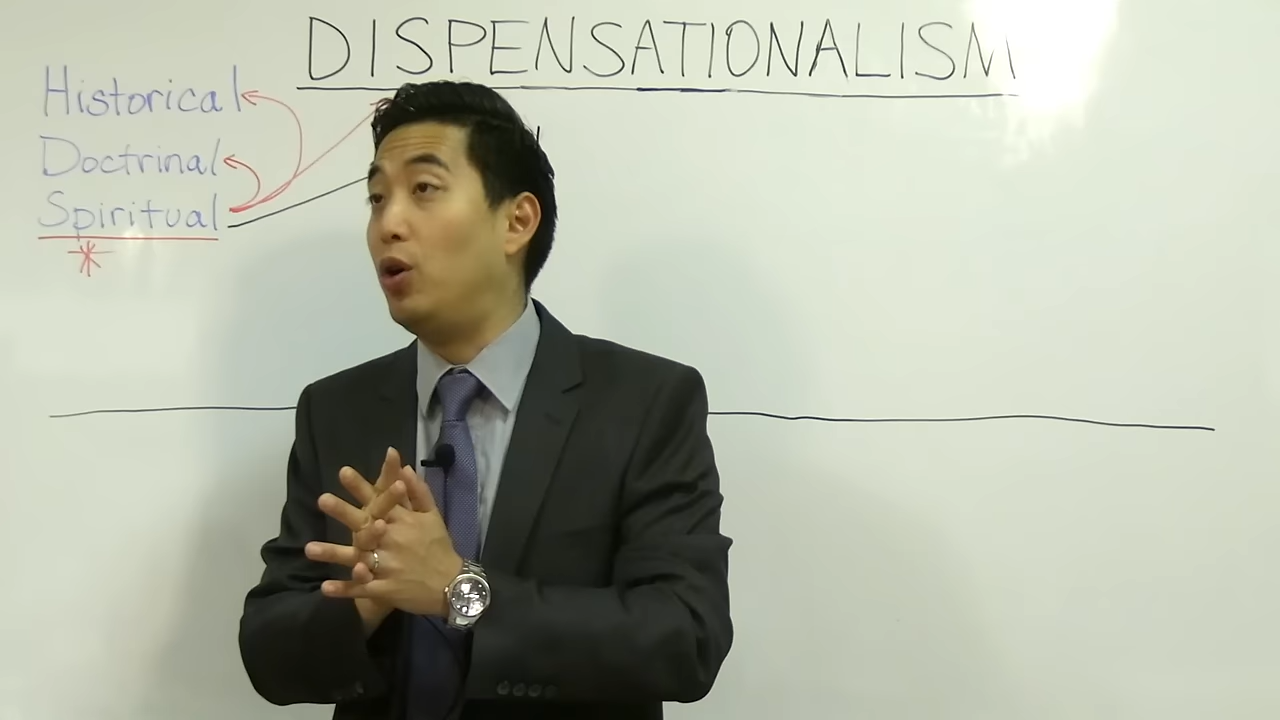 DISPENSATIONALISM
Historical
Doctrinal
Spiritual
*